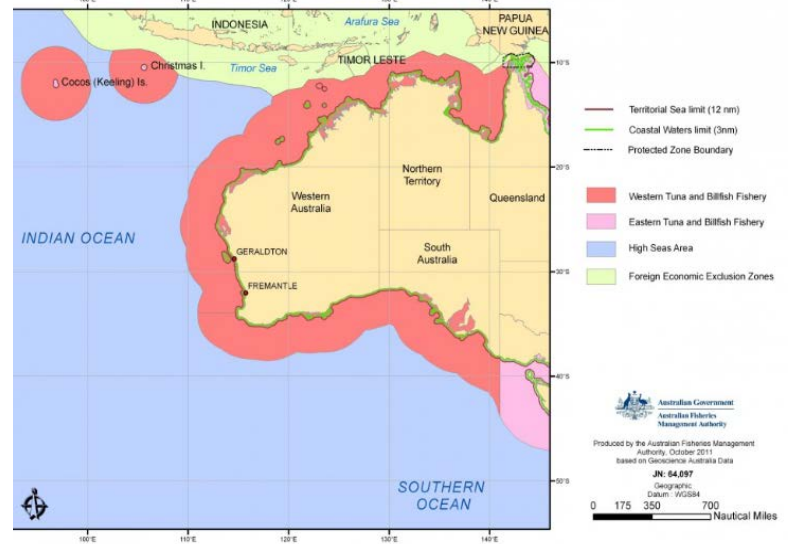 INDONESIA
Arafura Sea
PAPUA
NEW GUINEA
TIMOR LESTE
Timor Sea
Christmas I.
Cocos (Keeling) Is.
10°S
20°S
30°S
40°S
50°S
Western
Australia
Northern
Territory
Queensland
South
Australia
INDIAN OCEAN
GERALDTON
FREMANTLE
SOUTHERN
OCEAN
100°E
110°E
120°E
130°E
140°E
Territorial Sea limit (12 nm)
Coastal Waters limit (3nm)
Protected Zone Boundary
Western Tuna and Billfish Fishery
Eastern Tuna and Billfish Fishery
High Seas Area
Foreign Economic Exclusion Zones
Australian Government
Australian Fisheries
Management Authority
Produced by the Australian Fisheries Management
Authority, October 2011
based on Geoscience Australia Data
JN: 64,097
Geographic
Datum : WGS84
0 175 350 700
Nautical Miles